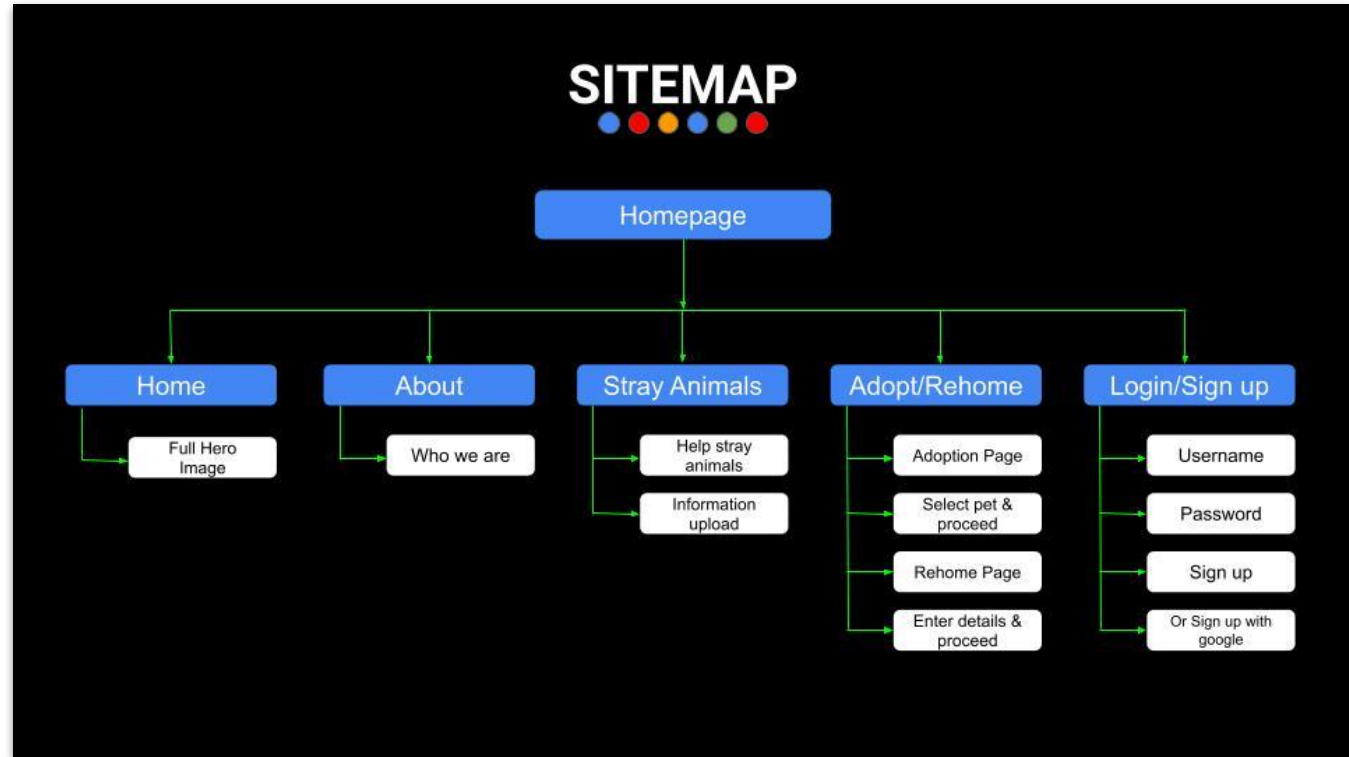 SITEMAP
Homepage
Home
Full Hero
Image
About
Who we are
Stray Animals
Help stray
animals
Information
upload
Adopt/Rehome
Adoption Page
Select pet &
proceed
Rehome Page
Enter details &
proceed
Login/Sign up
Username
Password
Sign up
Or Sign up with
google